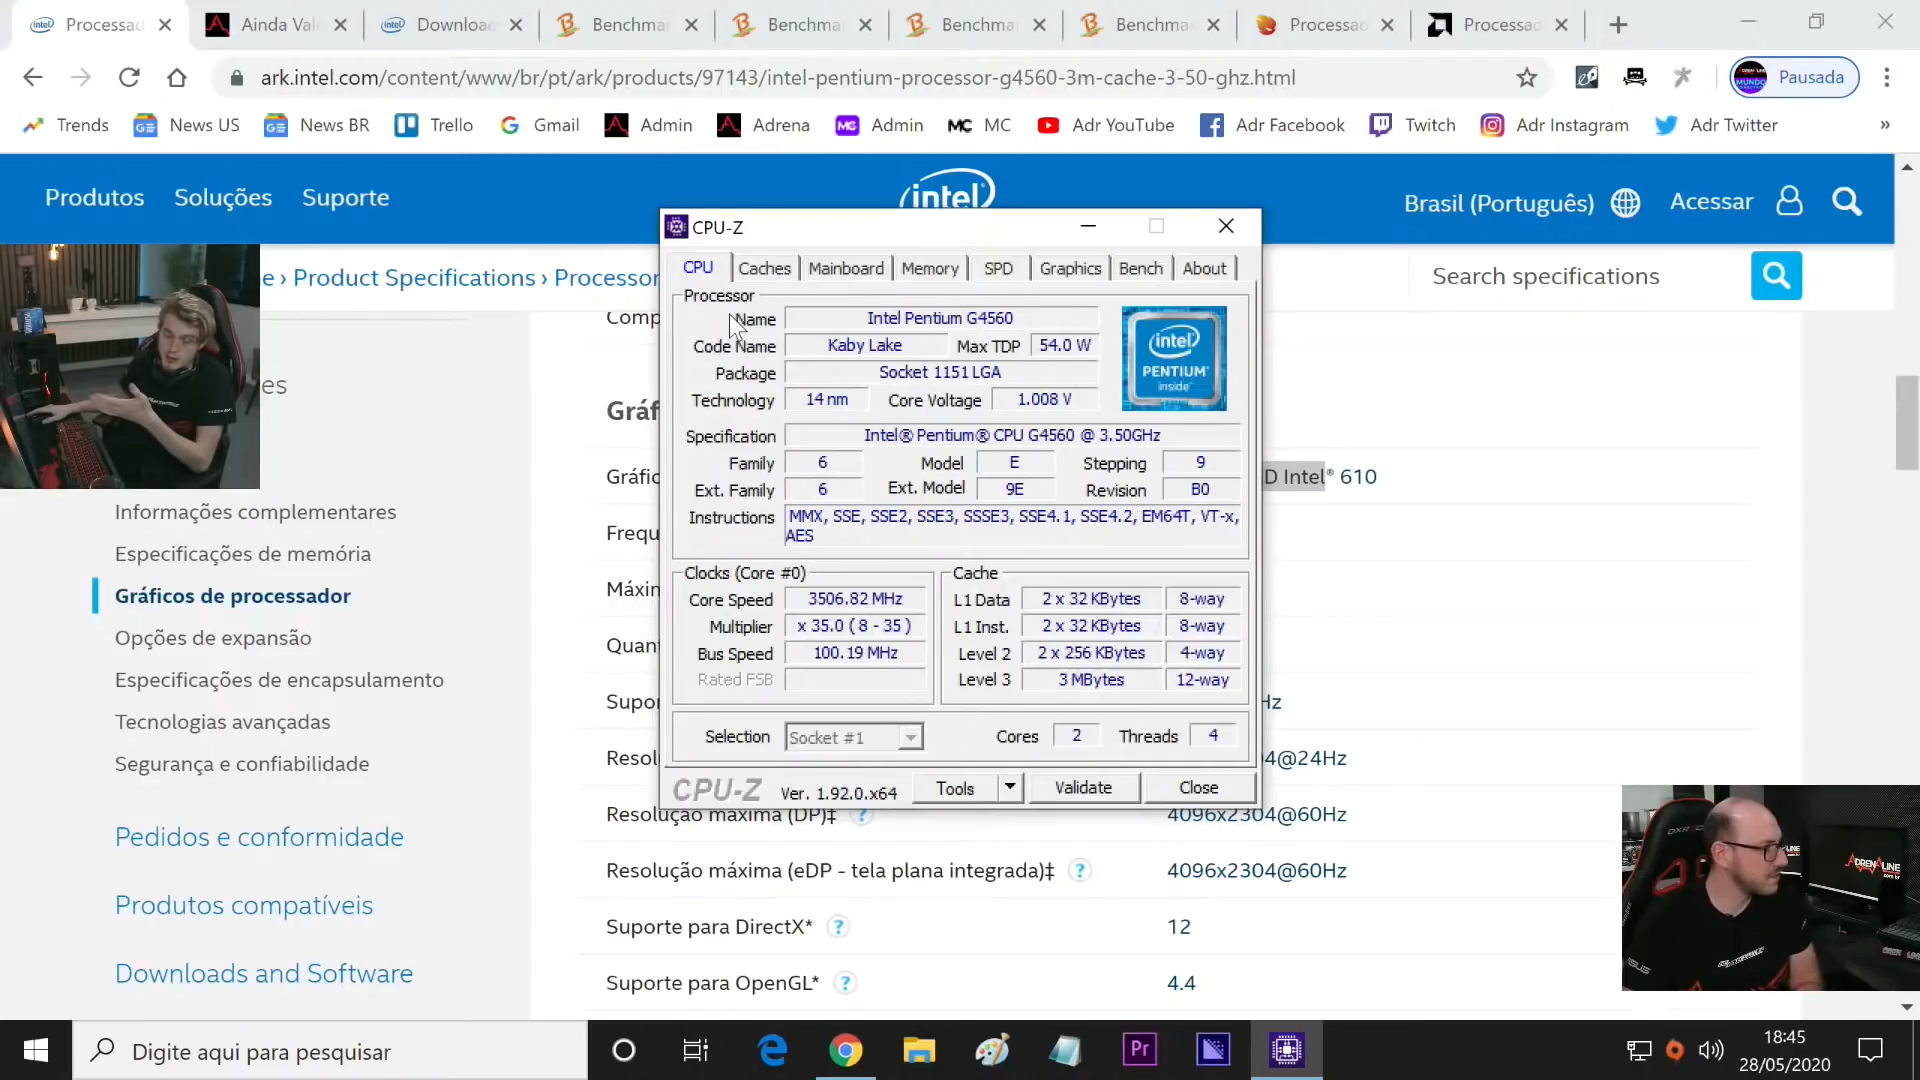 Processad
Ainda Val
Download
Benchma
Benchma
Benchma
Benchma
Processad
Processad
ark.intel.com/content/www/br/pt/ark/products/97143/intel-pentium-processor-g4560-3m-cache-3-50-ghz.html
Pausada
Trends
News US
News BR
Trello
Gmail
Admin
Adrena
Admin
MC MC
Adr YouTube
Adr Facebook
Twitch
Adr Instagram
Adr Twitter
»
Produtos
Soluções
Suporte
intel
Brasil (Português)
Acessar
e › Product Specifications › Processor
Search specifications
CPU-Z
CPU
Caches
Mainboard
Memory
SPD
Graphics
Bench
About
Processor
Name Intel Pentium G4560
Code Name Kaby Lake Max TDP 54.0 W
Package Socket 1151 LGA
Technology 14 nm Core Voltage 1.008 V
intel
PENTIUM
inside
Specification Intel® Pentium® CPU G4560 @ 3.50GHz
Family 6 Model E Stepping 9
Ext. Family 6 Ext. Model 9E Revision B0
Instructions MMX, SSE, SSE2, SSE3, SSSE3, SSE4.1, SSE4.2, EM64T, VT-x,
AES
Clocks (Core #0)
Core Speed 3506.82 MHz
Multiplier x 35.0 ( 8 - 35 )
Bus Speed 100.19 MHz
Rated FSB
Cache
L1 Data 2 x 32 KBytes 8-way
L1 Inst. 2 x 32 KBytes 8-way
Level 2 2 x 256 KBytes 4-way
Level 3 3 MBytes 12-way
Selection Socket #1 Cores 2 Threads 4
CPU-Z Ver. 1.92.0.x64 Tools Validate Close
es
Informações complementares
Especificações de memória
Gráficos de processador
Opções de expansão
Especificações de encapsulamento
Tecnologias avançadas
Segurança e confiabilidade
Pedidos e conformidade
Produtos compatíveis
Downloads and Software
Comp
Gráf
Gráfic D Intel® 610
Frequ
Máxin
Quan
Supor Hz
Resol 4@24Hz
Resolução máxima (DP)‡ ? 4096x2304@60Hz
Resolução máxima (eDP - tela plana integrada)‡ ? 4096x2304@60Hz
Suporte para DirectX* ? 12
Suporte para OpenGL* ? 4.4
ADRENALINE
.com.br
Digite aqui para pesquisar
Pr
18:45
28/05/2020